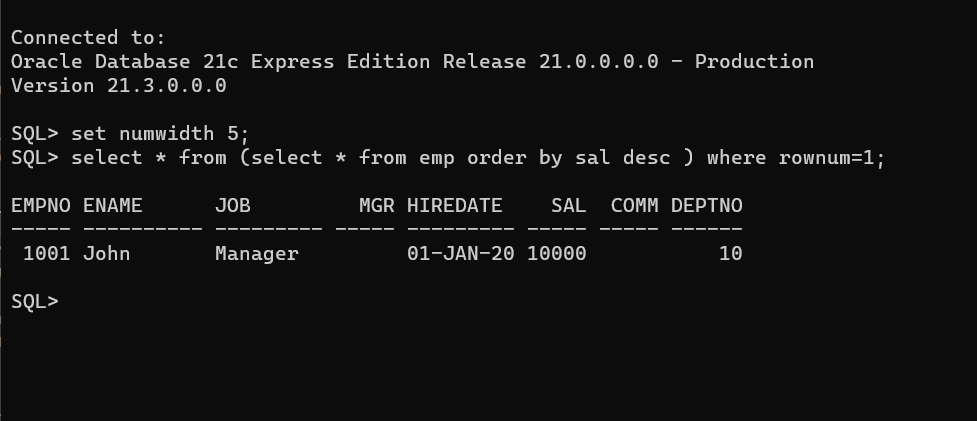 Connected to:
Oracle Database 21c Express Edition Release 21.0.0.0.0 - Production
Version 21.3.0.0.0
SQL> set numwidth 5;
SQL> select * from (select * from emp order by sal desc ) where rownum=1;
EMPNO ENAME      JOB         MGR HIREDATE    SAL  COMM DEPTNO
----- ---------- --------- ----- --------- ----- ----- ------
 1001 John       Manager         01-JAN-20 10000           10
SQL>